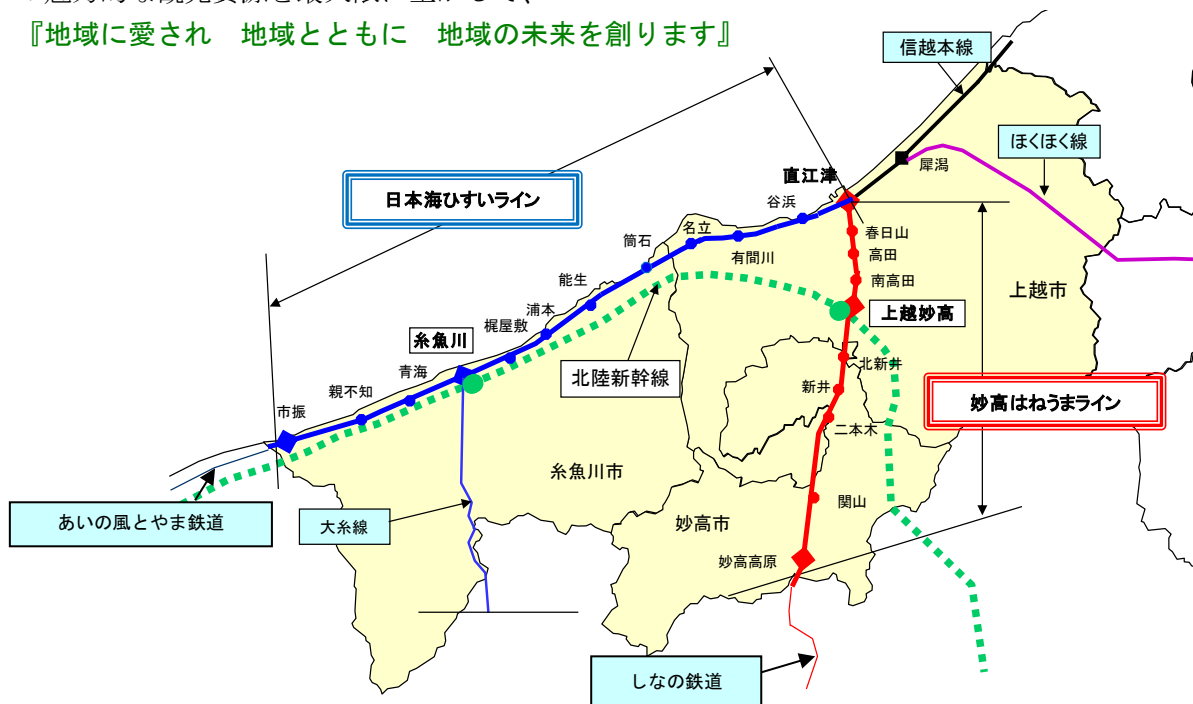 『地域に愛され　地域とともに　地域の未来を創ります』
信越本線
ほくほく線
犀潟
直江津
日本海ひすいライン
谷浜
春日山
名立
筒石
有間川
高田
能生
南高田
上越市
浦本
上越妙高
梶屋敷
糸魚川
北陸新幹線
北新井
青海
新井
親不知
妙高はねうまライン
市振
二本木
糸魚川市
関山
あいの風とやま鉄道
大糸線
妙高市
妙高高原
しなの鉄道